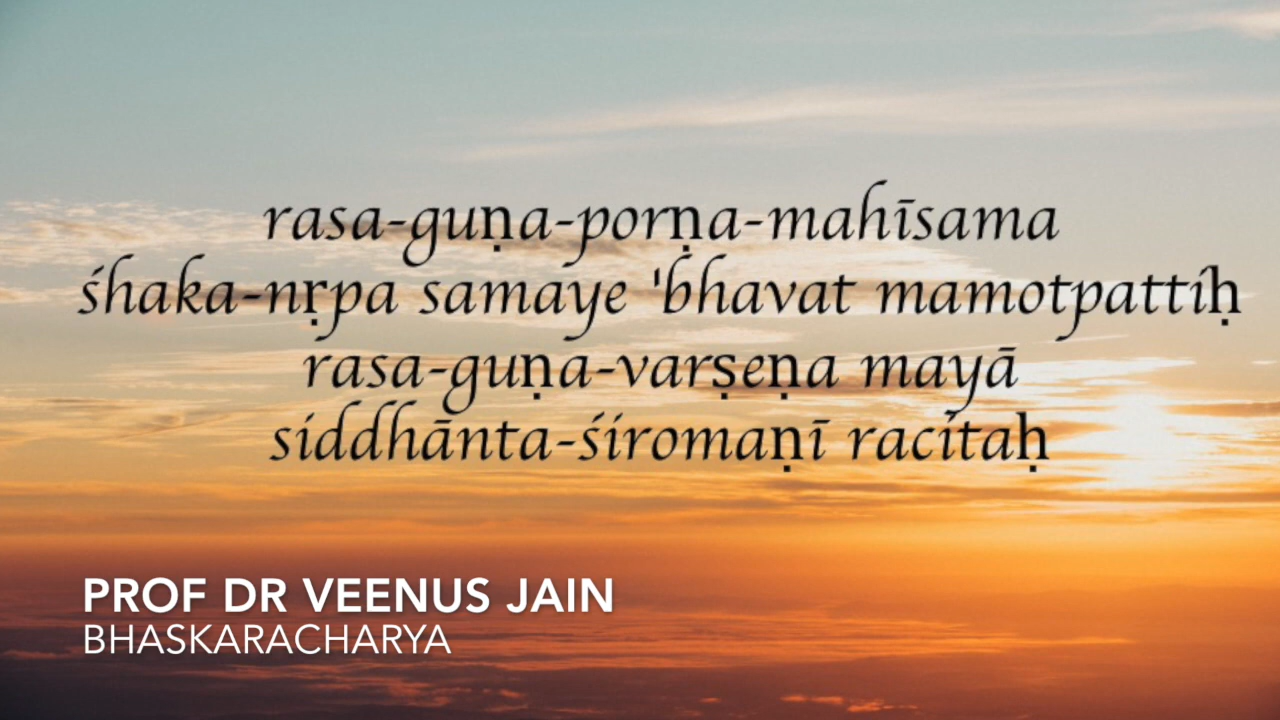 rasa-guṇa-porṇa-mahīsama
śhaka-nṛpa samaye 'bhavat mamotpattiḥ
rasa-guṇa-varṣeṇa mayā
siddhānta-śiromaṇī racitaḥ
PROF DR VEENUS JAIN
BHASKARACHARYA